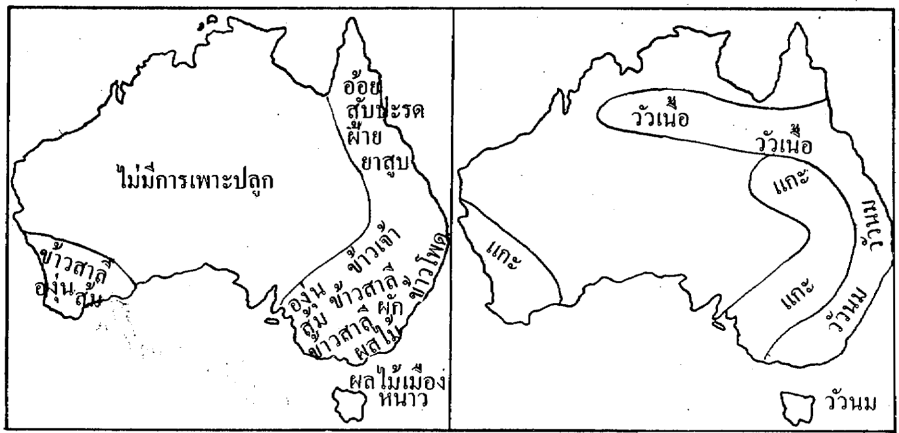 อ้อย
สับปะรด
ฝ้าย
ยาสูบ
ไม่มีการเพาะปลูก
ข้าวสาลี
องุ่น ส้ม
ข้าวเจ้า
องุ่น ข้าวสาลี ข้าวโพด
ส้ม ผัก
ข้าวสาลี ผลไม้
ผลไม้เมือง
หนาว
วัวเนื้อ
วัวเนื้อ
แกะ
แกะ
แกะ
วัวนม
วัวนม
วัวนม